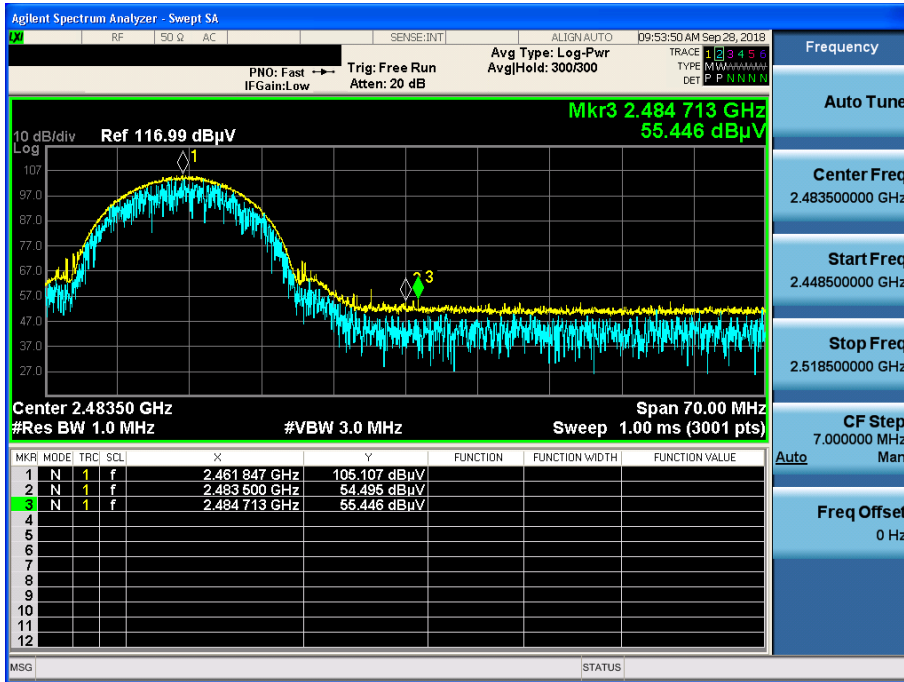 Agilent Spectrum Analyzer - Swept SA
LXI RF 50 Ω AC SENSE:INT ALIGN AUTO 09:53:50 AM Sep 28, 2018
PNO: Fast
IFGain:Low
Trig: Free Run
Atten: 20 dB
Avg Type: Log-Pwr
Avg|Hold: 300/300
TRACE 1 2 3 4 5 6
TYPE M W W W W W
DET P P N N N N
Mkr3 2.484 713 GHz
55.446 dBµV
10 dB/div Ref 116.99 dBµV
Log
1
107
97.0
87.0
77.0
67.0
2 3
57.0
47.0
37.0
27.0
Center 2.48350 GHz Span 70.00 MHz
#Res BW 1.0 MHz #VBW 3.0 MHz Sweep 1.00 ms (3001 pts)
MKR MODE TRC SCL X Y FUNCTION FUNCTION WIDTH FUNCTION VALUE
1 N 1 f 2.461 847 GHz 105.107 dBµV
2 N 1 f 2.483 500 GHz 54.495 dBµV
3 N 1 f 2.484 713 GHz 55.446 dBµV
4
5
6
7
8
9
10
11
12
MSG STATUS
Frequency
Auto Tune
Center Freq
2.483500000 GHz
Start Freq
2.448500000 GHz
Stop Freq
2.518500000 GHz
CF Step
7.000000 MHz
Auto Man
Freq Offset
0 Hz